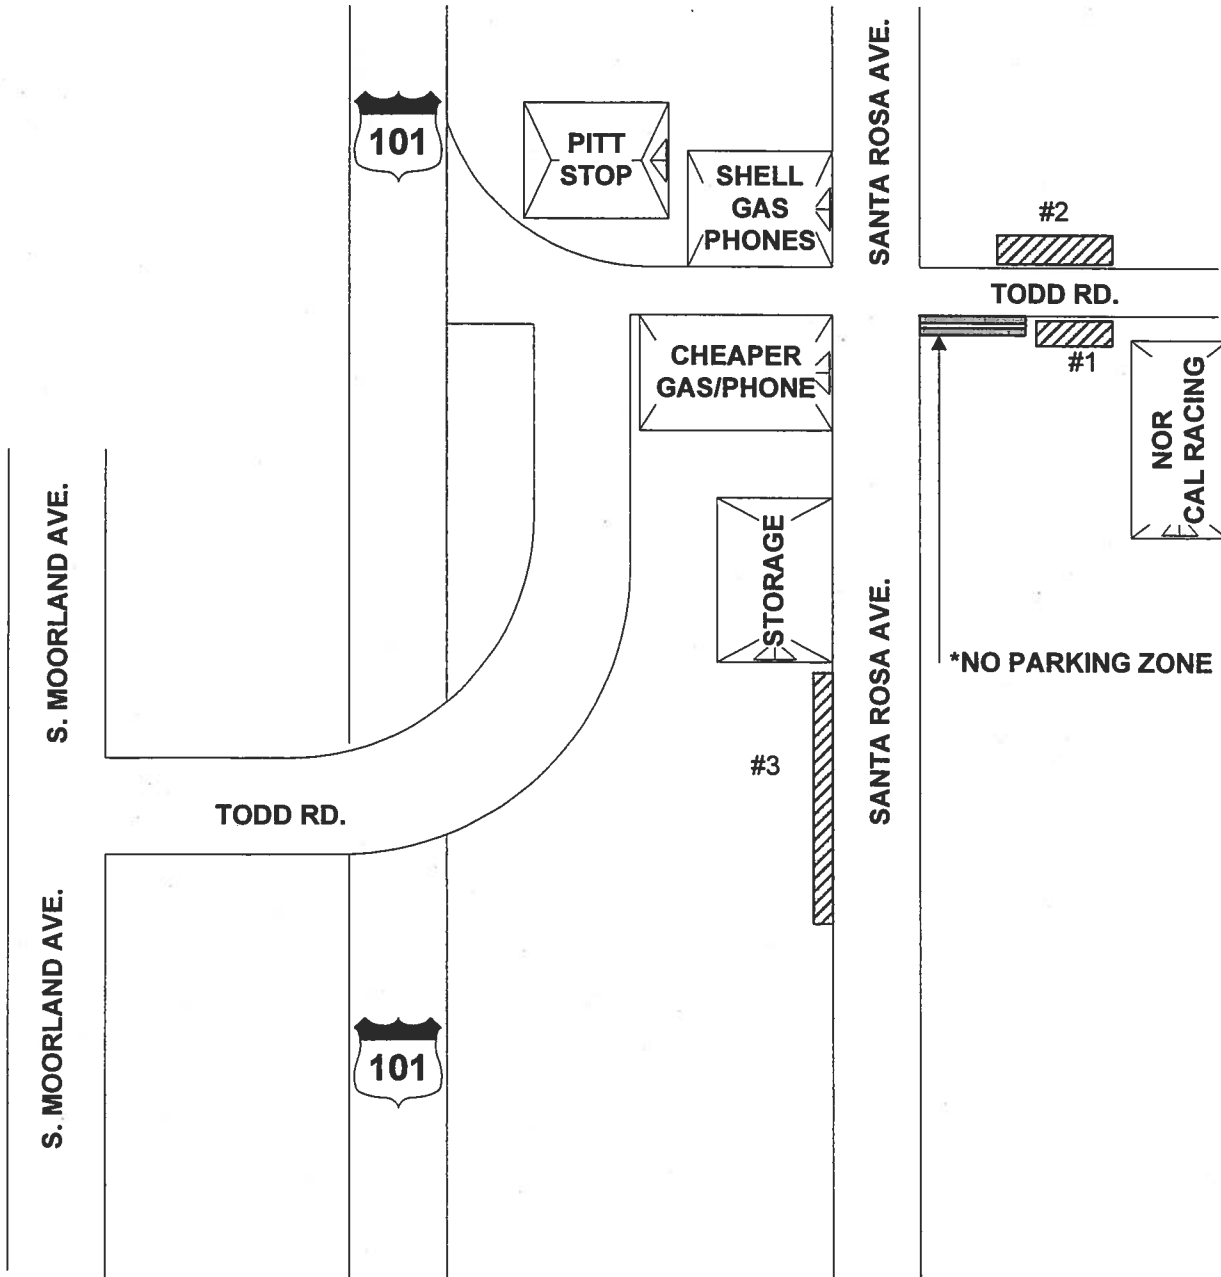 SANTA ROSA AVE.
101
PITT
STOP
SHELL
GAS
PHONES
#2
TODD RD.
CHEAPER
GAS/PHONE
#1
NOR
CAL RACING
S. MOORLAND AVE.
STORAGE
SANTA ROSA AVE.
*NO PARKING ZONE
#3
TODD RD.
S. MOORLAND AVE.
101